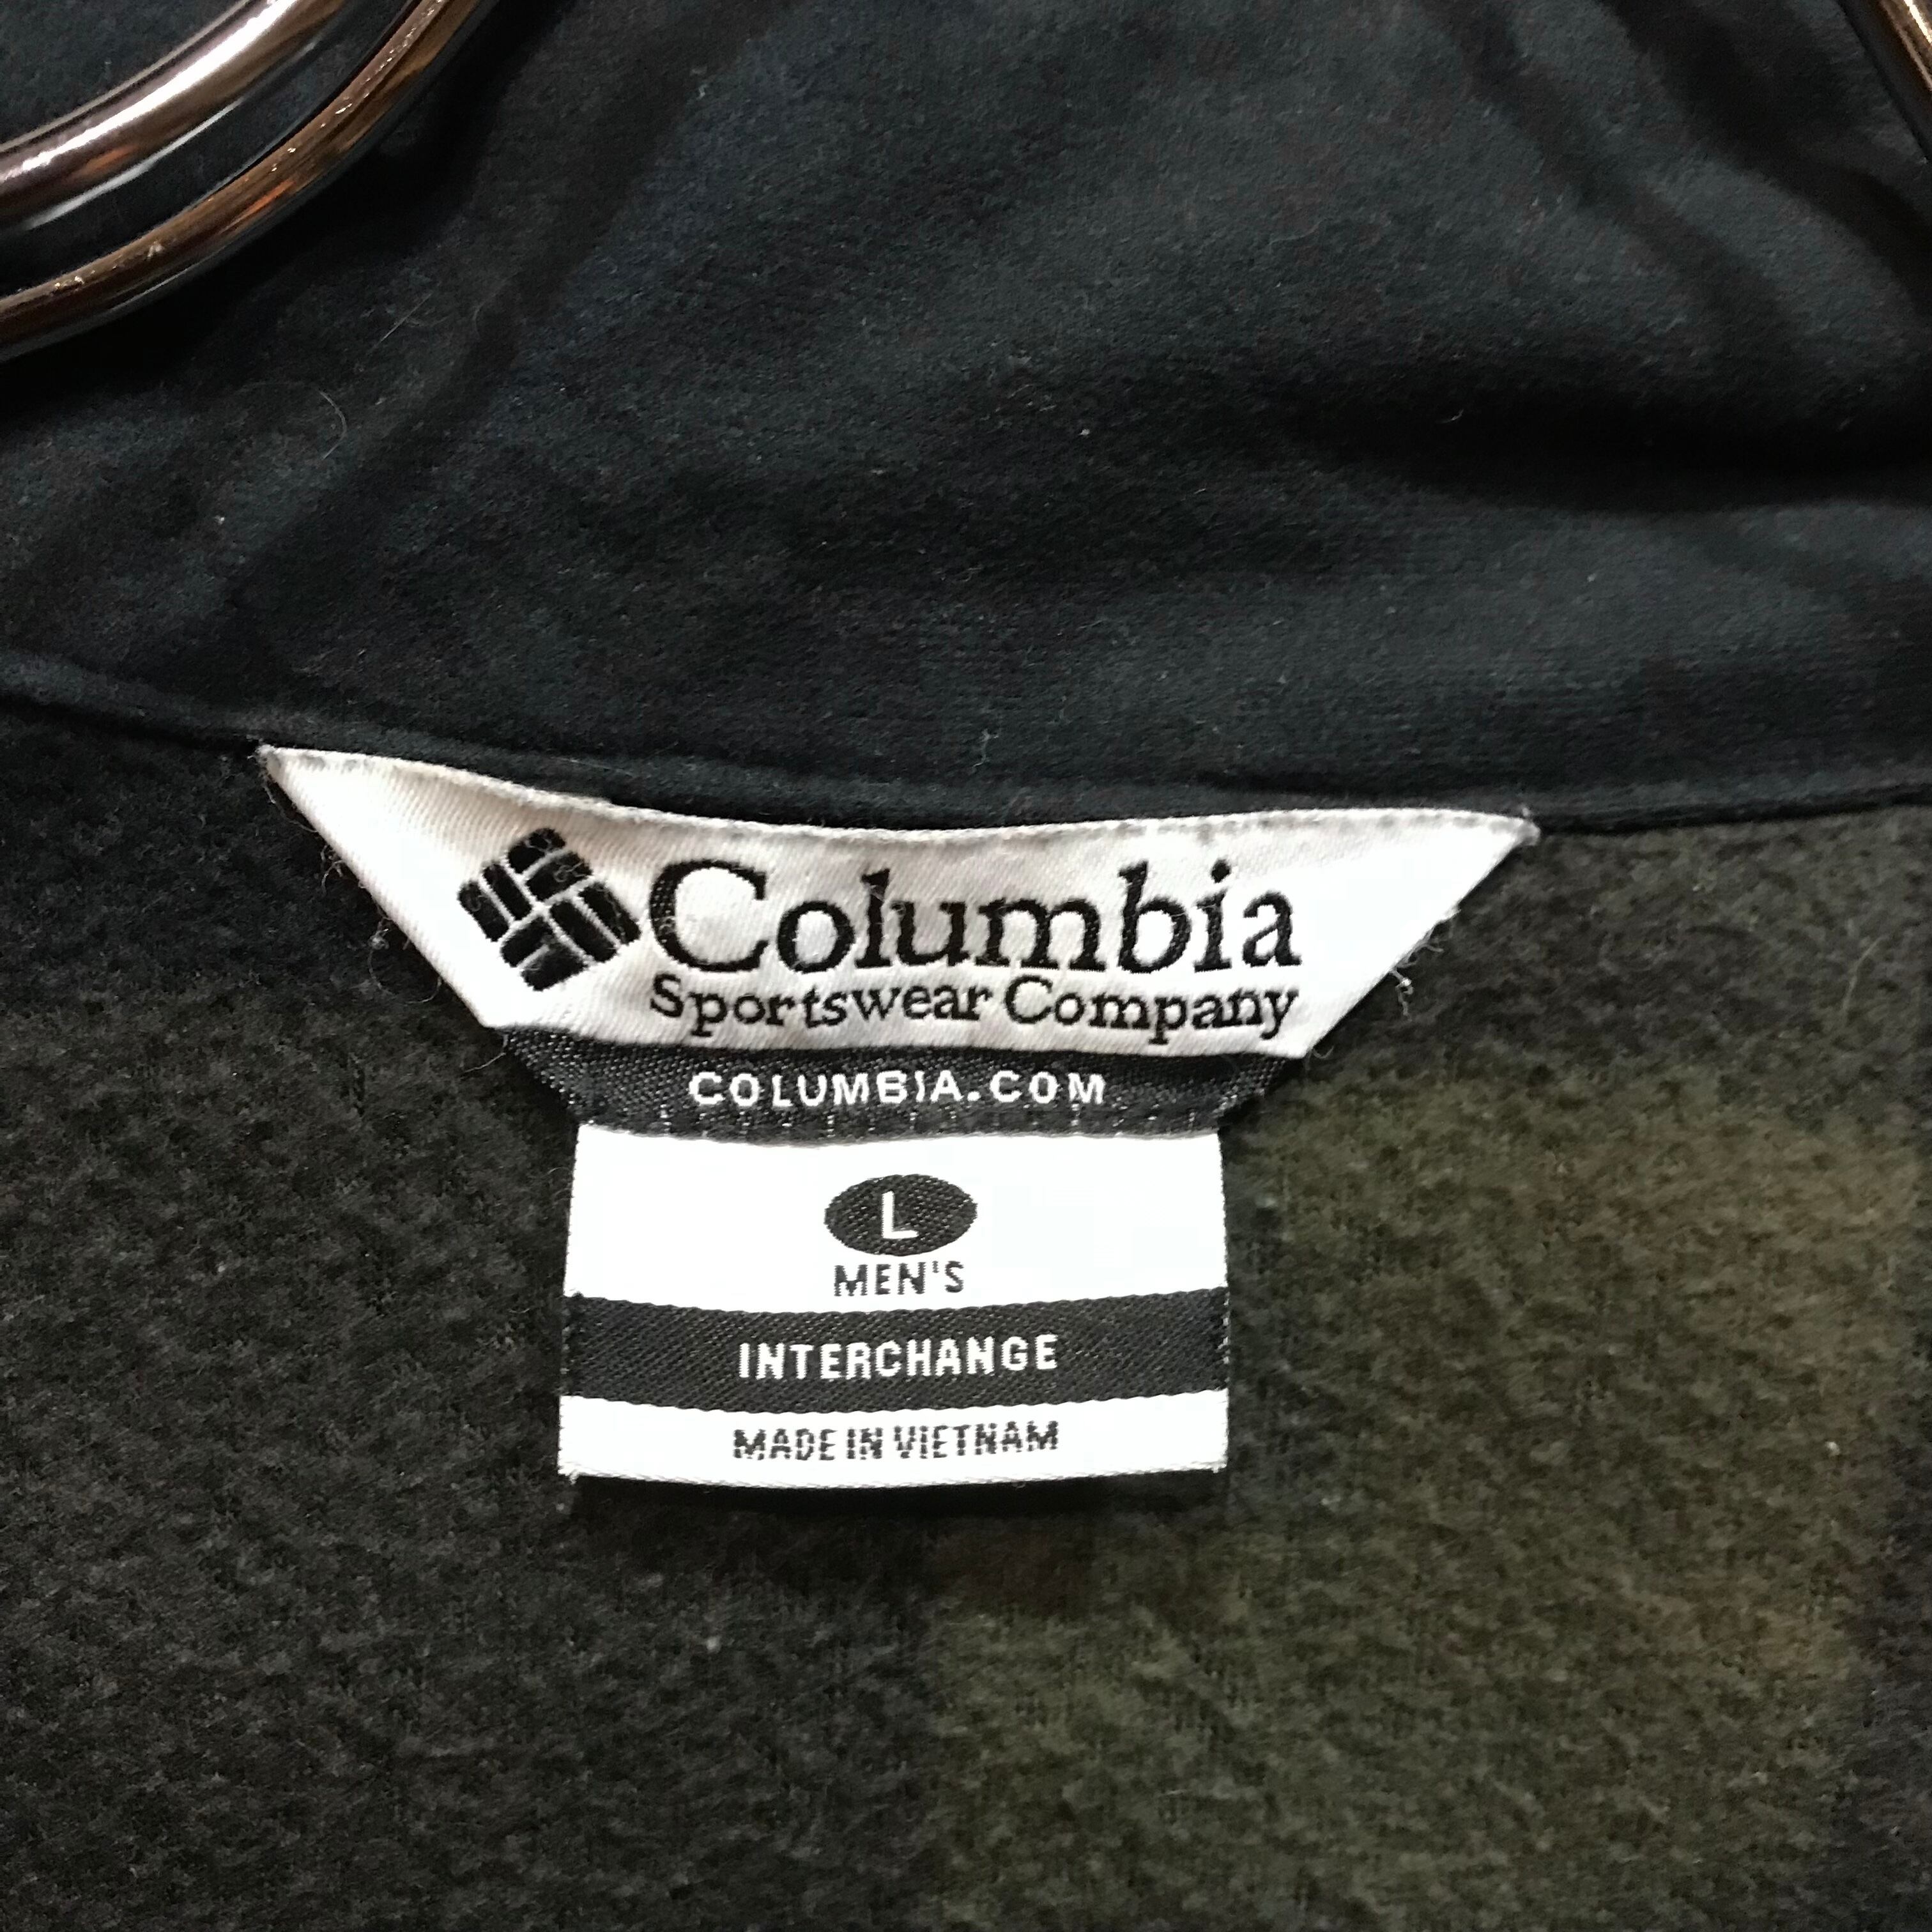 Columbia
Sportswear Company
COLUMBIA.COM
L
MEN'S
INTERCHANGE
MADE IN VIETNAM